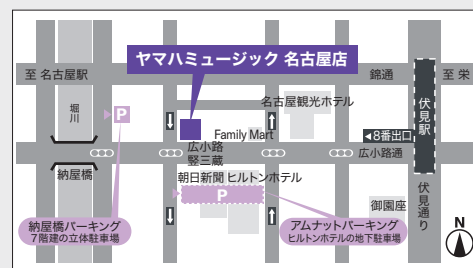 ヤマハミュージック 名古屋店
至 名古屋駅
錦通
至 栄
堀川
P
名古屋観光ホテル
伏見駅
Family Mart
◀8番出口
広小路
竪三蔵
広小路通
納屋橋
朝日新聞 ヒルトンホテル
P
伏見通り
御園座
納屋橋パーキング
7階建の立体駐車場
アムナットパーキング
ヒルトンホテルの地下駐車場
N